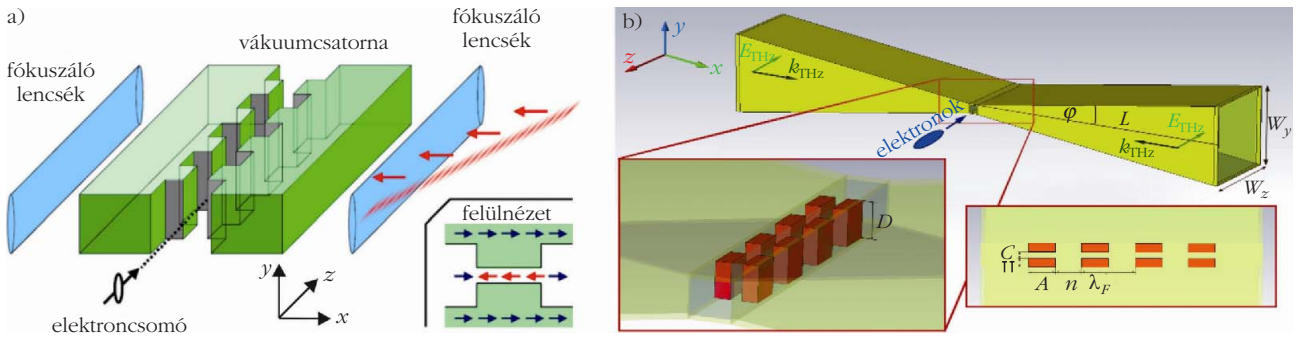 a)
fókuszáló
lencsék
vákuumcsatorna
fókuszáló
lencsék
felülnézet
elektroncsomó
y
z
x
b)
y
z
x
E_THz
k_THz
elektronok
φ
L
E_THz
k_THz
W_y
W_z
D
C
A
n
λ_F